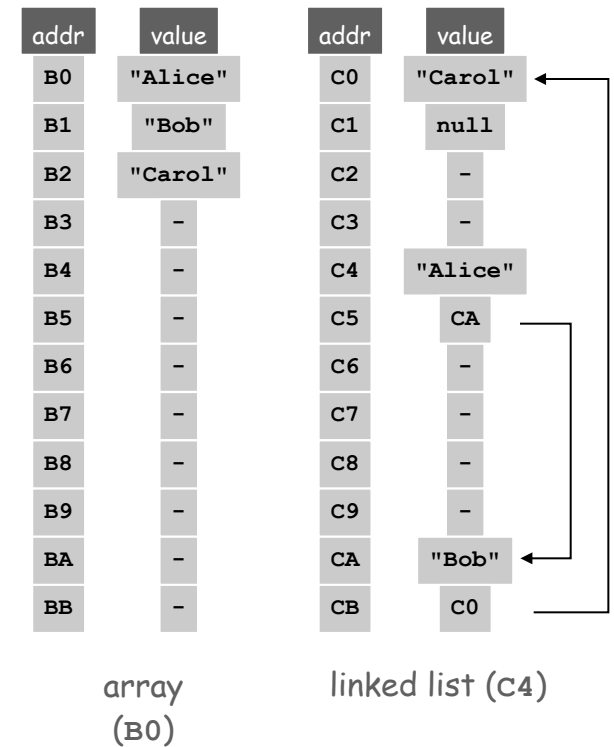 addr value addr value
B0 "Alice" C0 "Carol"
B1 "Bob" C1 null
B2 "Carol" C2 -
B3 - C3 -
B4 - C4 "Alice"
B5 - C5 CA
B6 - C6 -
B7 - C7 -
B8 - C8 -
B9 - C9 -
BA - CA "Bob"
BB - CB C0
array linked list (C4)
(B0)